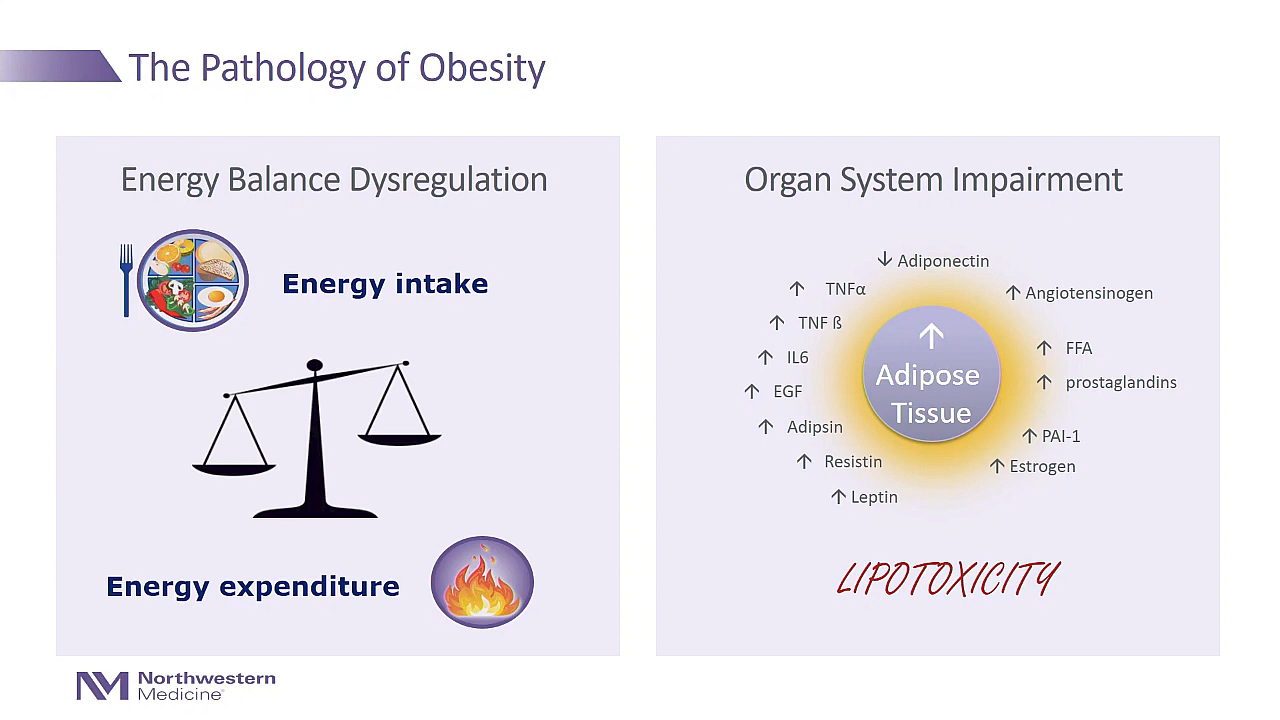 The Pathology of Obesity
Energy Balance Dysregulation
Energy intake
Energy expenditure
Organ System Impairment
↓ Adiponectin
↑ TNFα
↑ TNF ß
↑ IL6
↑ EGF
↑ Adipsin
↑ Resistin
↑ Leptin
↑ Angiotensinogen
↑ FFA
↑ prostaglandins
↑ PAI-1
↑ Estrogen
↑
Adipose
Tissue
LIPOTOXICITY
NM Northwestern
Medicine®